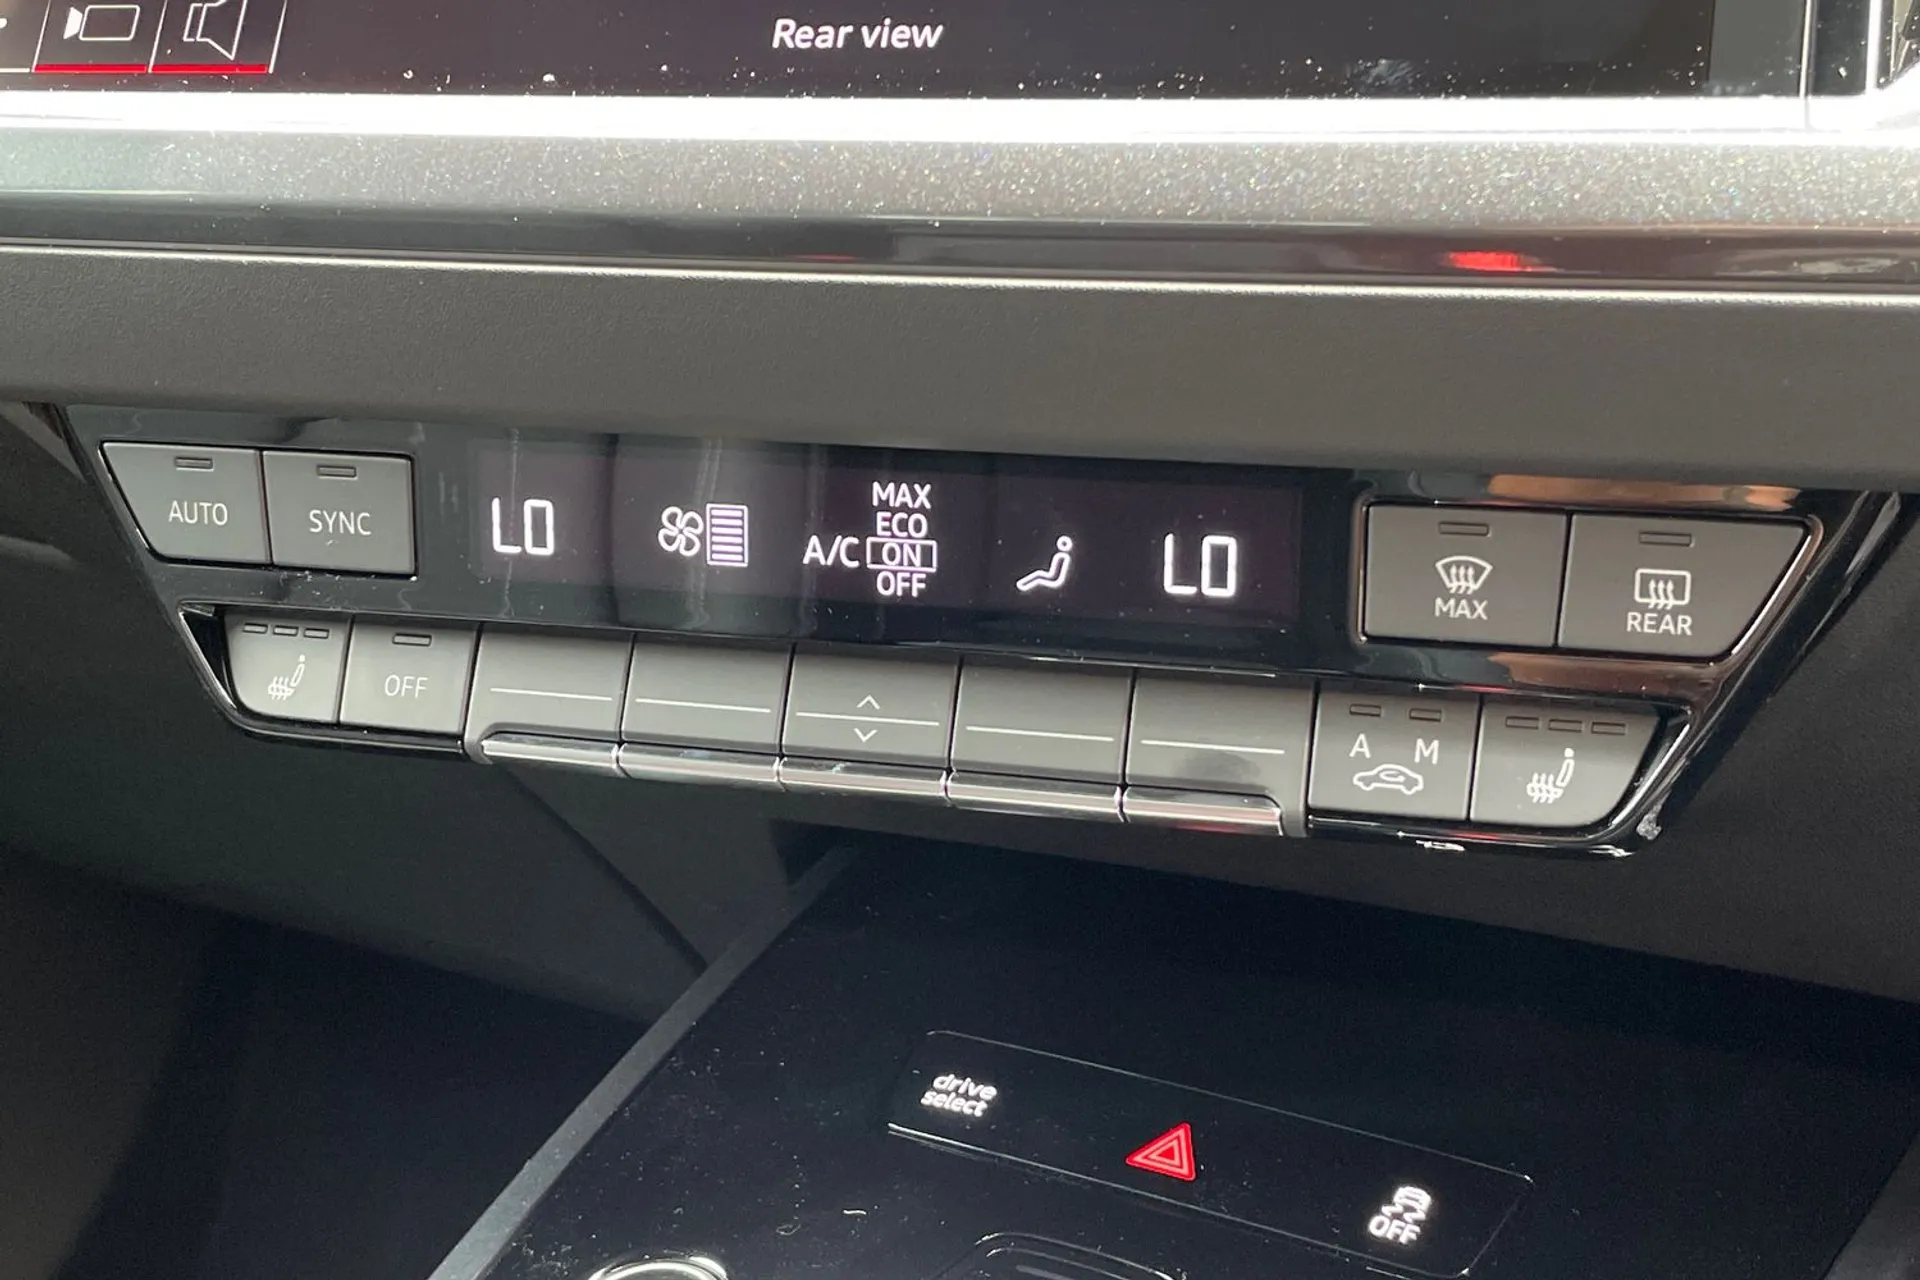 Rear view
AUTO
SYNC
LO
A/C
MAX
ECO
ON
OFF
LO
MAX
REAR
OFF
A M
drive
select
OFF